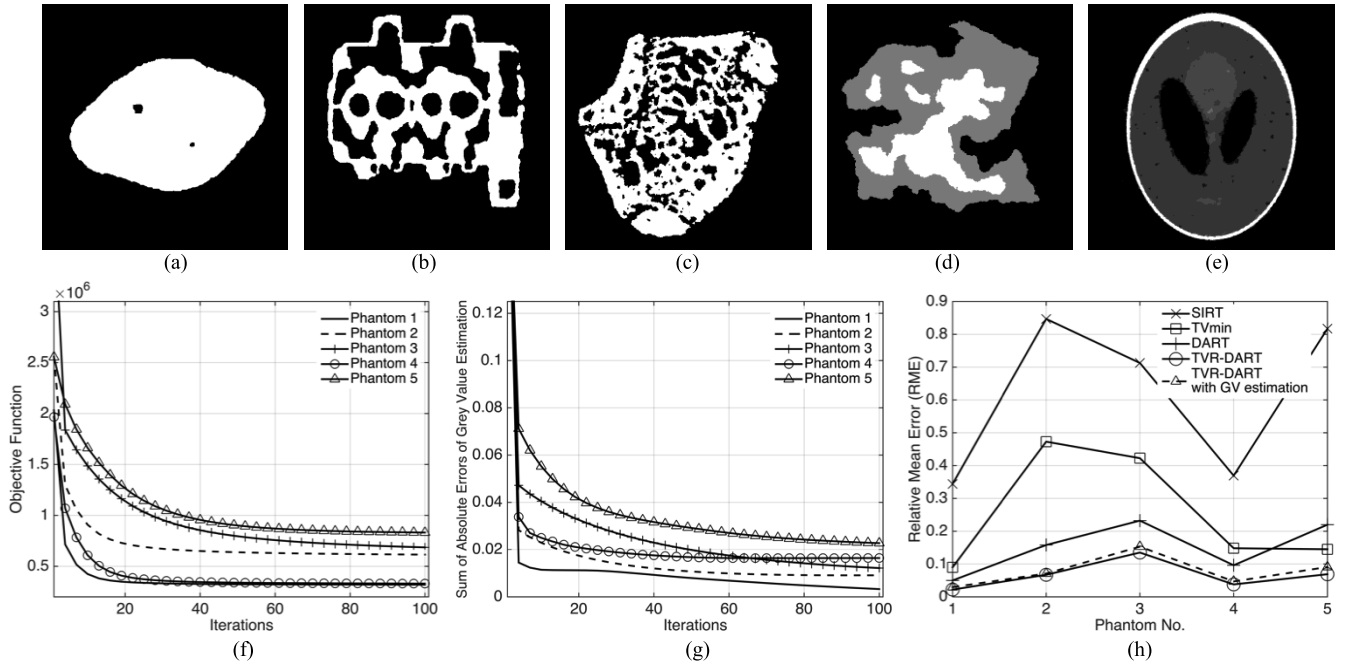 (a)
(b)
(c)
(d)
(e)
×10⁶
3
2.5
2
1.5
1
0.5
20
40
60
80
100
Objective Function
Iterations
Phantom 1
Phantom 2
Phantom 3
Phantom 4
Phantom 5
(f)
0.12
0.1
0.08
0.06
0.04
0.02
0
20
40
60
80
100
Sum of Absolute Errors of Grey Value Estimation
Iterations
Phantom 1
Phantom 2
Phantom 3
Phantom 4
Phantom 5
(g)
0.9
0.8
0.7
0.6
0.5
0.4
0.3
0.2
0.1
0
1
2
3
4
5
Relative Mean Error (RME)
Phantom No.
SIRT
TVmin
DART
TVR-DART
TVR-DART
with GV estimation
(h)